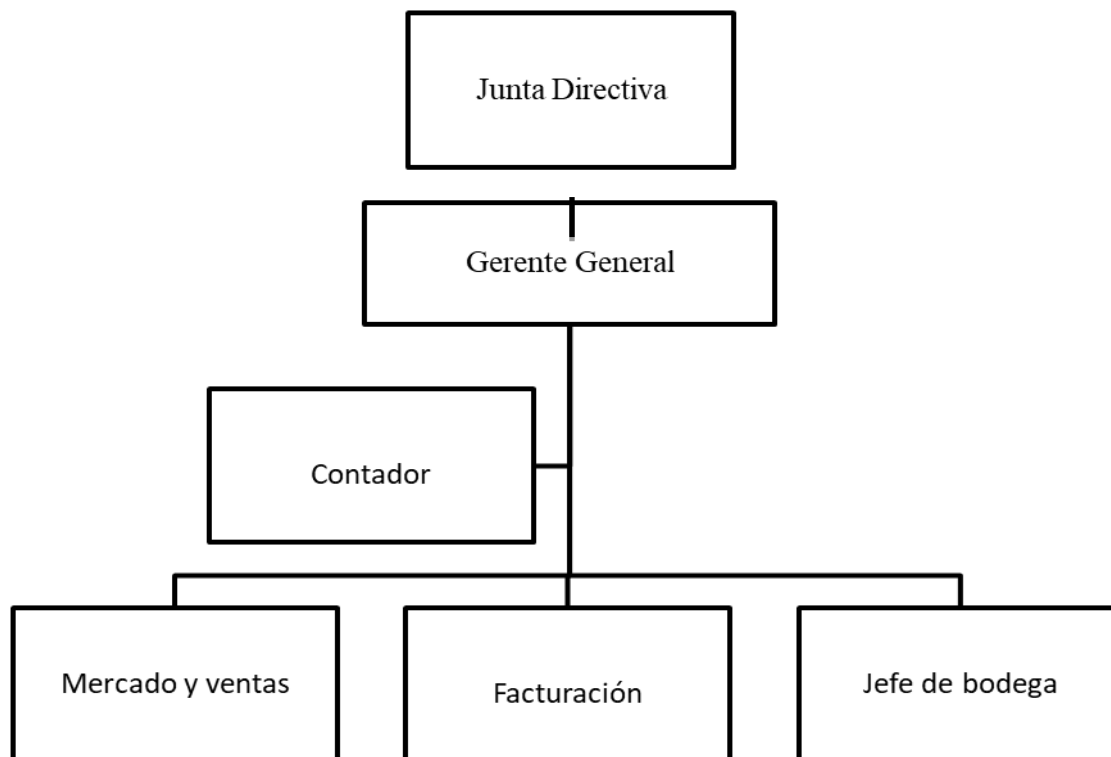 Junta Directiva
Gerente General
Contador
Mercado y ventas
Facturación
Jefe de bodega